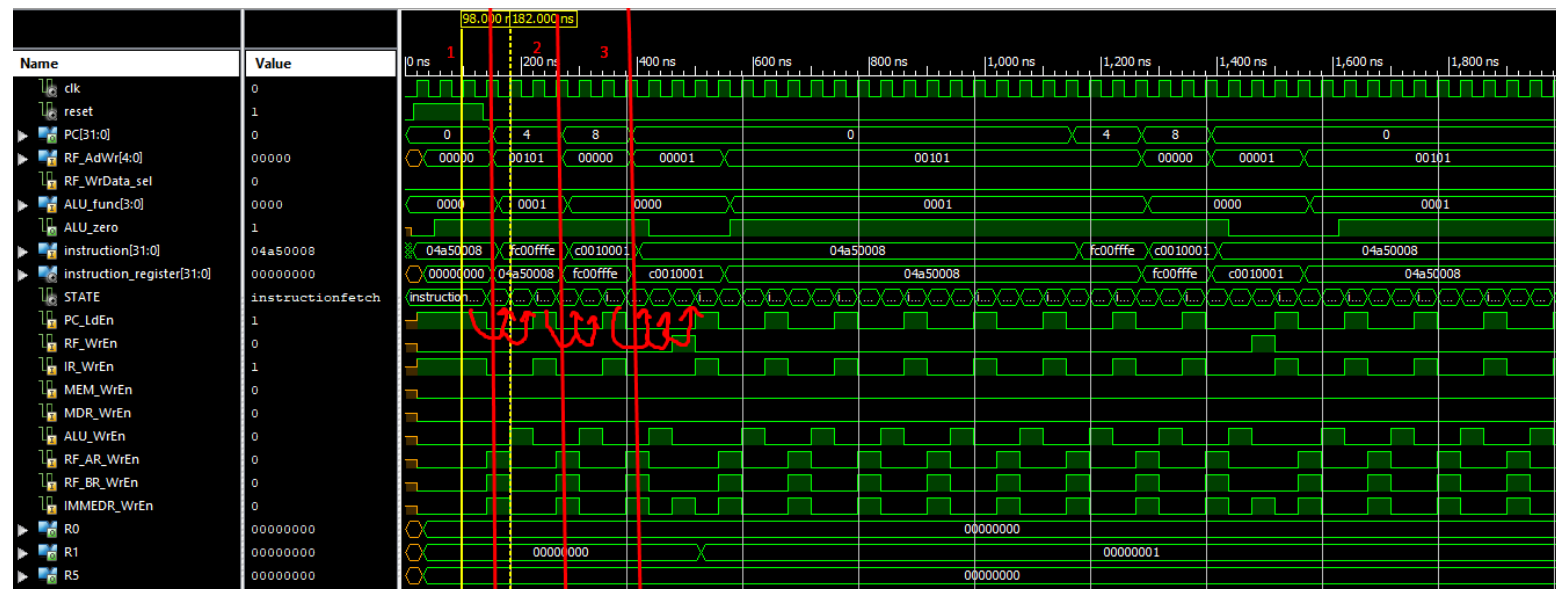 98.000 n 182.000 ns
1 2 3
Name Value 0 ns 200 ns 400 ns 600 ns 800 ns 1,000 ns 1,200 ns 1,400 ns 1,600 ns 1,800 ns
clk 0
reset 1
PC[31:0] 0 0 4 8 0 4 8 0
RF_AdWr[4:0] 00000 00000 00101 00000 00001 00101 00000 00001 00101
RF_WrData_sel 0
ALU_func[3:0] 0000 0000 0001 0000 0001 0000 0001
ALU_zero 1
instruction[31:0] 04a50008 04a50008 fc00fffe c0010001 04a50008 fc00fffe c0010001 04a50008
instruction_register[31:0] 00000000 00000000 04a50008 fc00fffe c0010001 04a50008 fc00fffe c0010001 04a50008
STATE instructionfetch instruction... ... i... ... ... i... ... ... ... i... ... i... ... i... ... i... ... i... ... i... ... i... ... i... ... ... i... ... i... ... i... ... i...
PC_LdEn 1
RF_WrEn 0
IR_WrEn 1
MEM_WrEn 0
MDR_WrEn 0
ALU_WrEn 0
RF_AR_WrEn 0
RF_BR_WrEn 0
IMMEDR_WrEn 0
R0 00000000 00000000
R1 00000000 00000000 00000001
R5 00000000 00000000